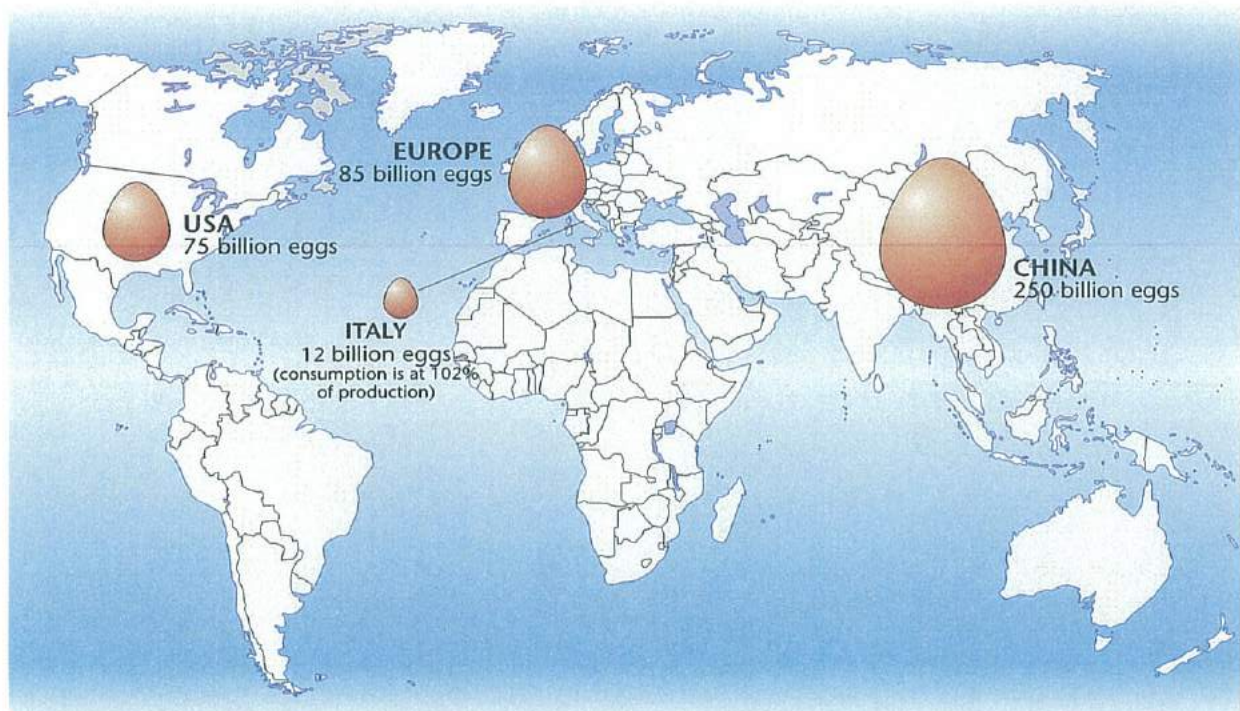 EUROPE
85 billion eggs
USA
75 billion eggs
CHINA
250 billion eggs
ITALY
12 billion eggs
(consumption is at 102%
of production)